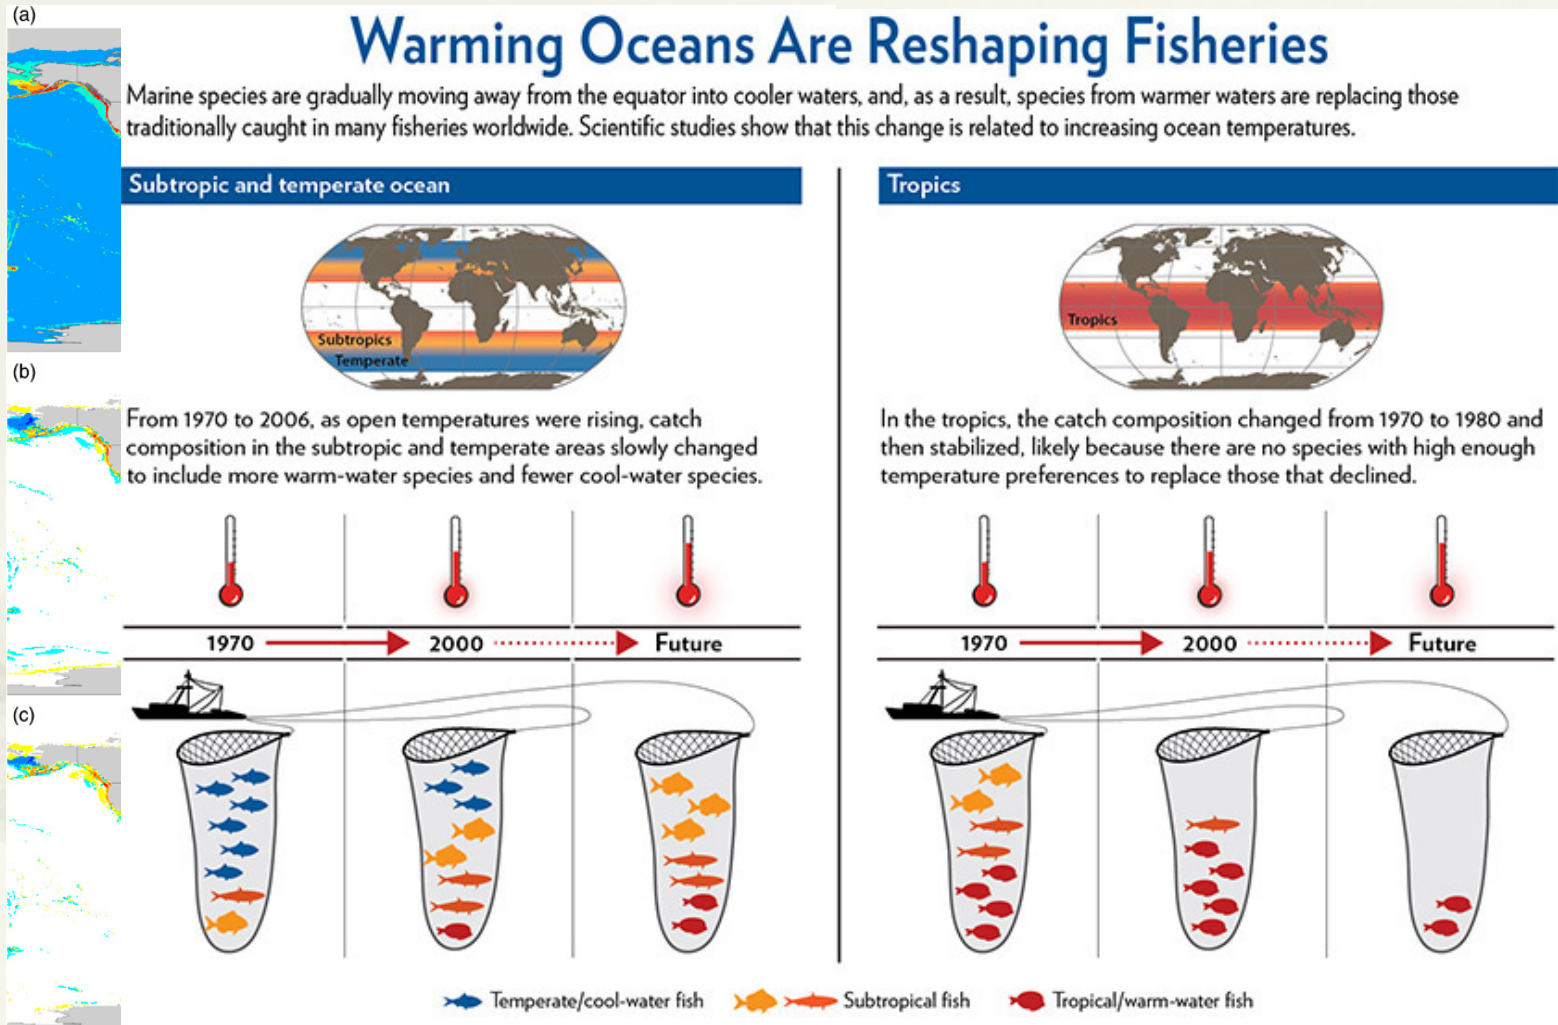 (a)
Warming Oceans Are Reshaping Fisheries
Marine species are gradually moving away from the equator into cooler waters, and, as a result, species from warmer waters are replacing those
traditionally caught in many fisheries worldwide. Scientific studies show that this change is related to increasing ocean temperatures.
Subtropic and temperate ocean
Subtropics
Temperate
(b)
From 1970 to 2006, as open temperatures were rising, catch
composition in the subtropic and temperate areas slowly changed
to include more warm-water species and fewer cool-water species.
1970
2000
Future
(c)
Tropics
Tropics
In the tropics, the catch composition changed from 1970 to 1980 and
then stabilized, likely because there are no species with high enough
temperature preferences to replace those that declined.
1970
2000
Future
Temperate/cool-water fish
Subtropical fish
Tropical/warm-water fish